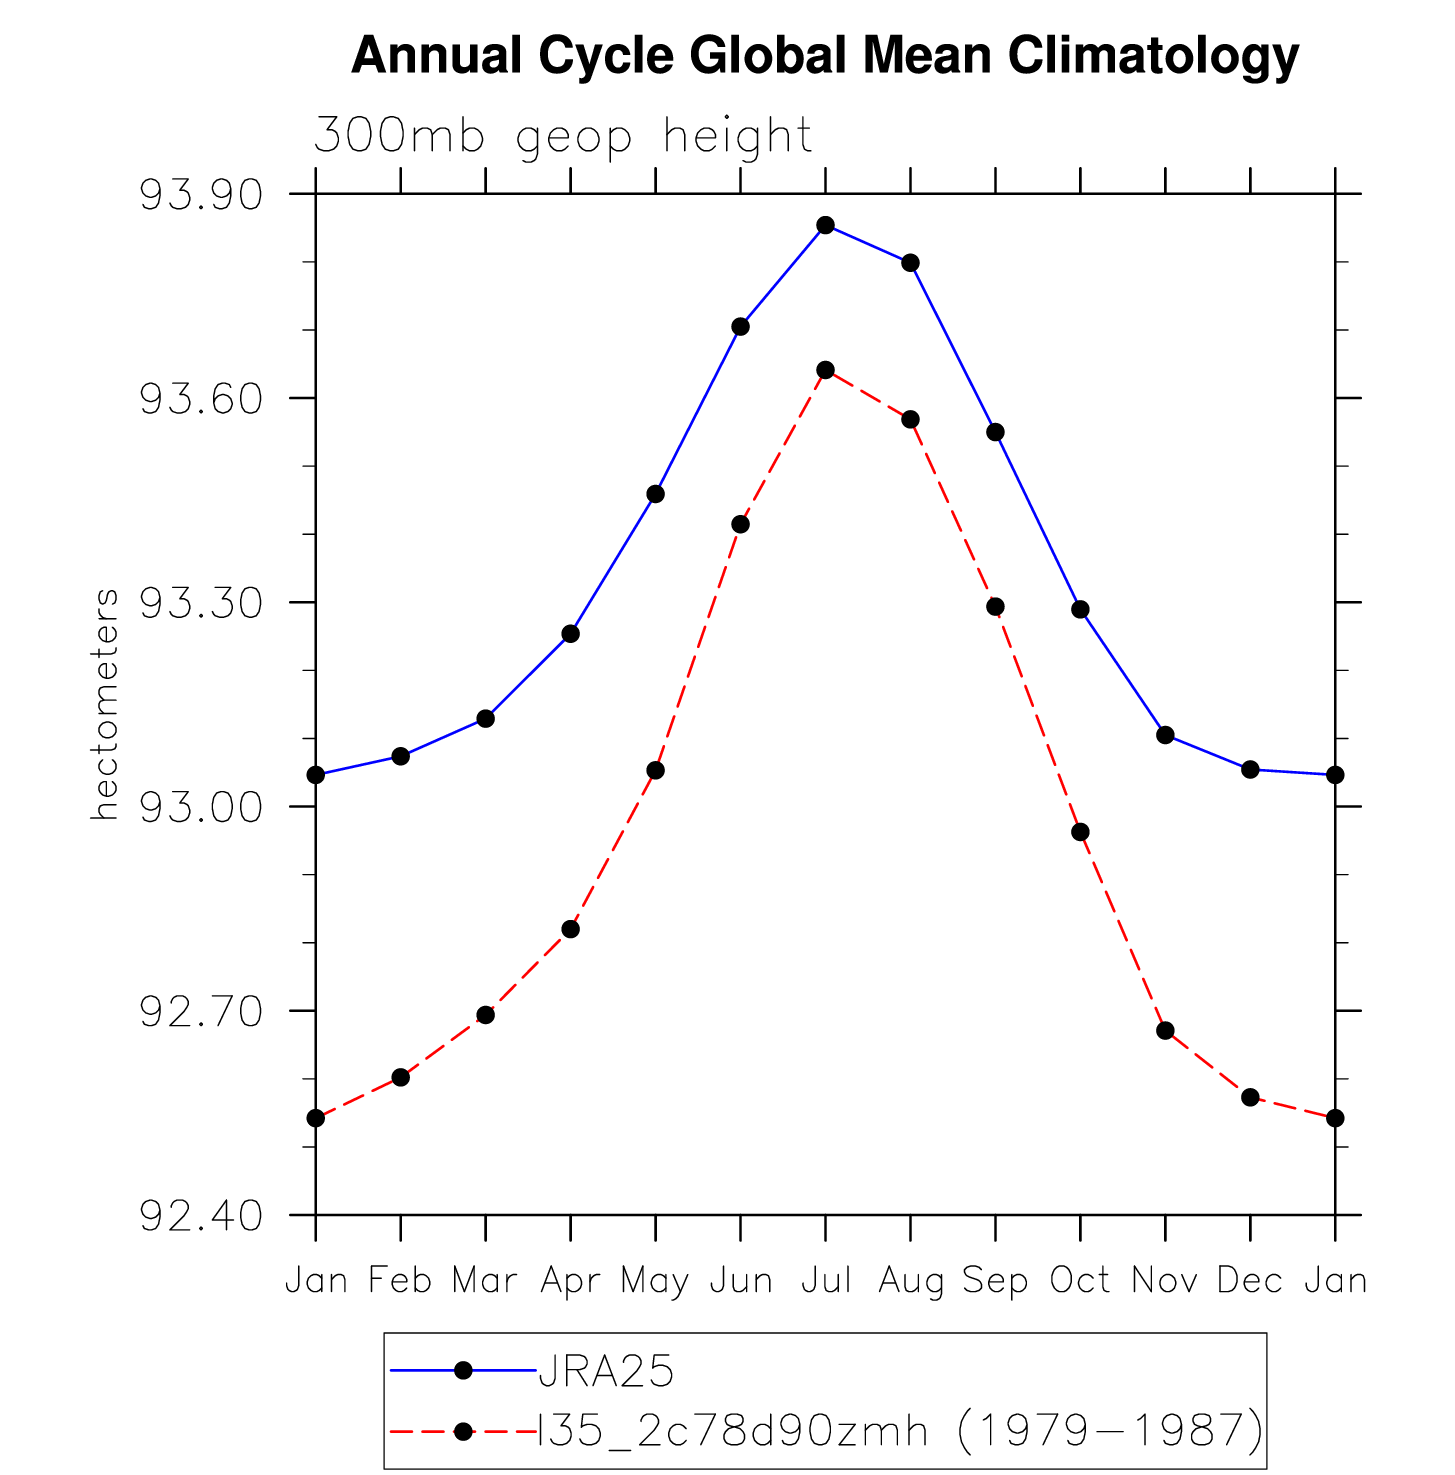 Annual Cycle Global Mean Climatology
300mb geop height
93.90
93.60
93.30
93.00
92.70
92.40
hectometers
Jan Feb Mar Apr May Jun Jul Aug Sep Oct Nov Dec Jan
JRA25
I35_2c78d90zmh (1979-1987)